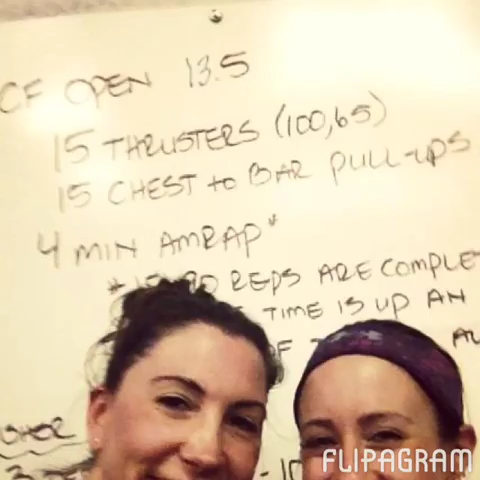 CF OPEN 13.5
15 THRUSTERS (100,65)
15 CHEST to BAR PULL-UPS
4 MIN AMRAP*
* REPS ARE COMPLE
TIME IS UP AN
OF
FLIPAGRAM